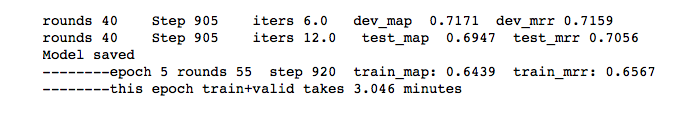 rounds 40    Step 905    iters 6.0   dev_map  0.7171  dev_mrr 0.7159
rounds 40    Step 905    iters 12.0   test_map  0.6947  test_mrr 0.7056
Model saved
--------epoch 5 rounds 55  step 920  train_map: 0.6439  train_mrr: 0.6567
--------this epoch train+valid takes 3.046 minutes